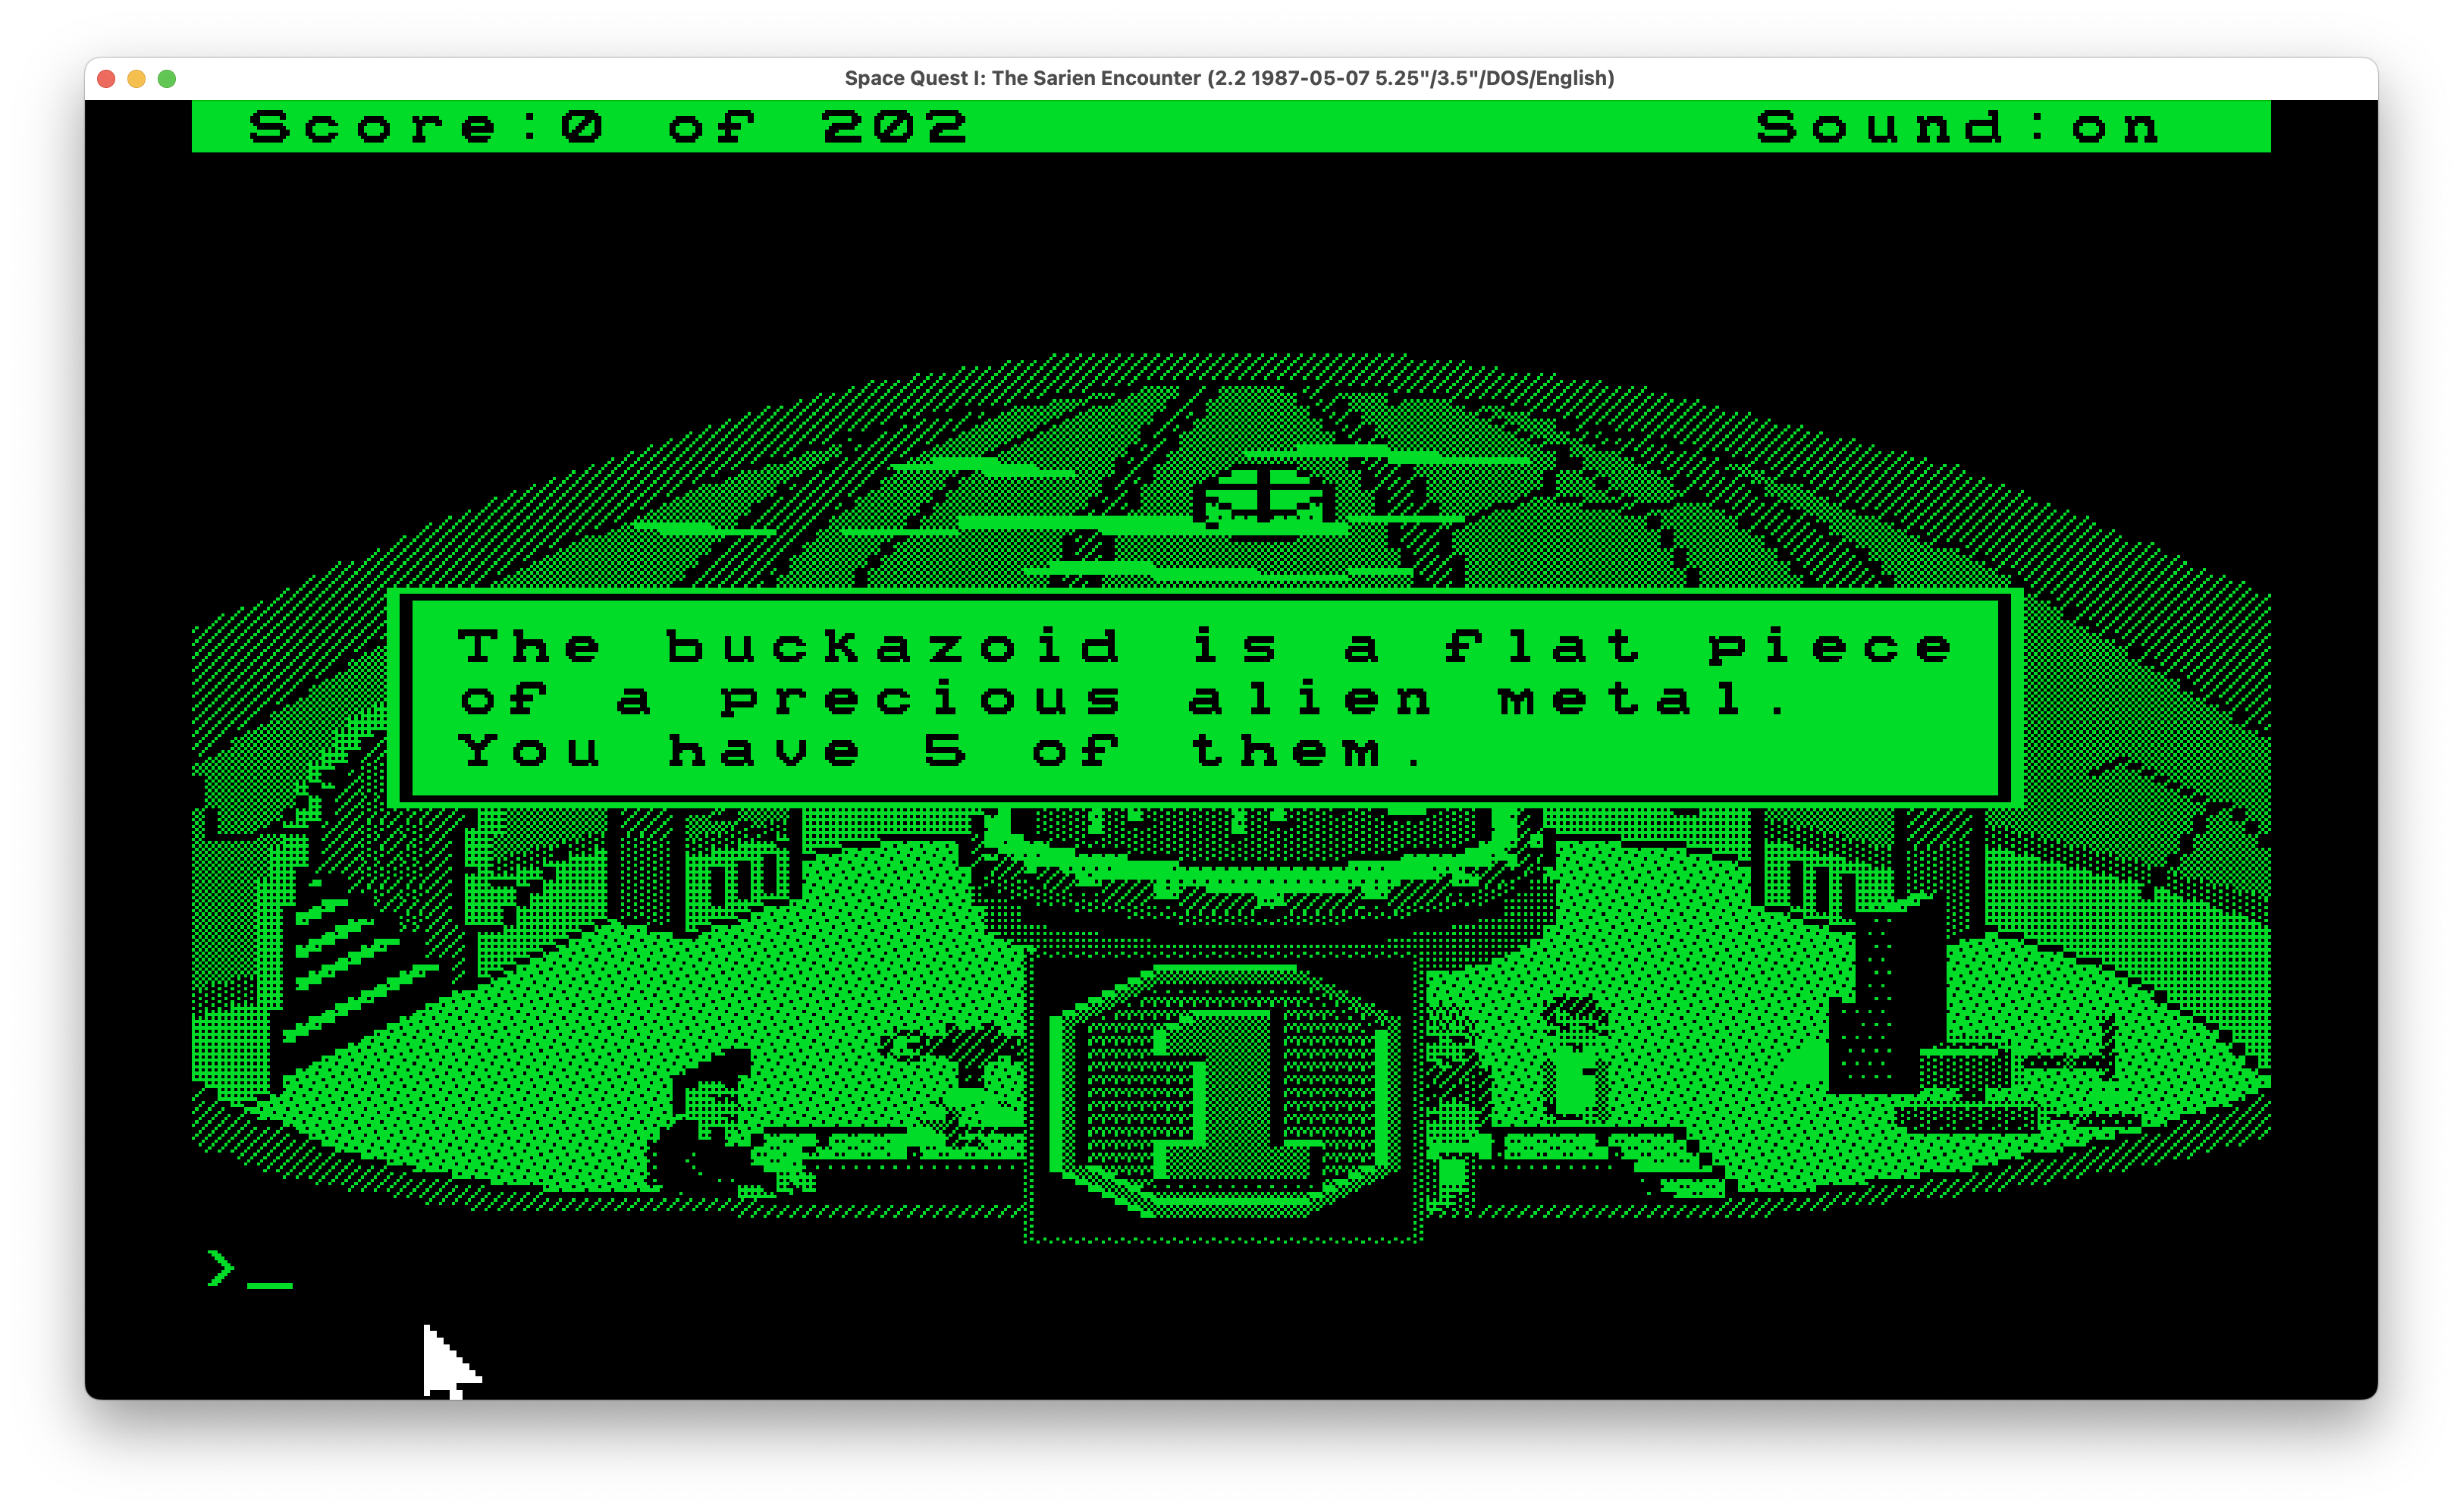 Space Quest I: The Sarien Encounter (2.2 1987-05-07 5.25"/3.5"/DOS/English)
Score:0 of 202 Sound:on
The buckazoid is a flat piece
of a precious alien metal.
You have 5 of them.
1
>_